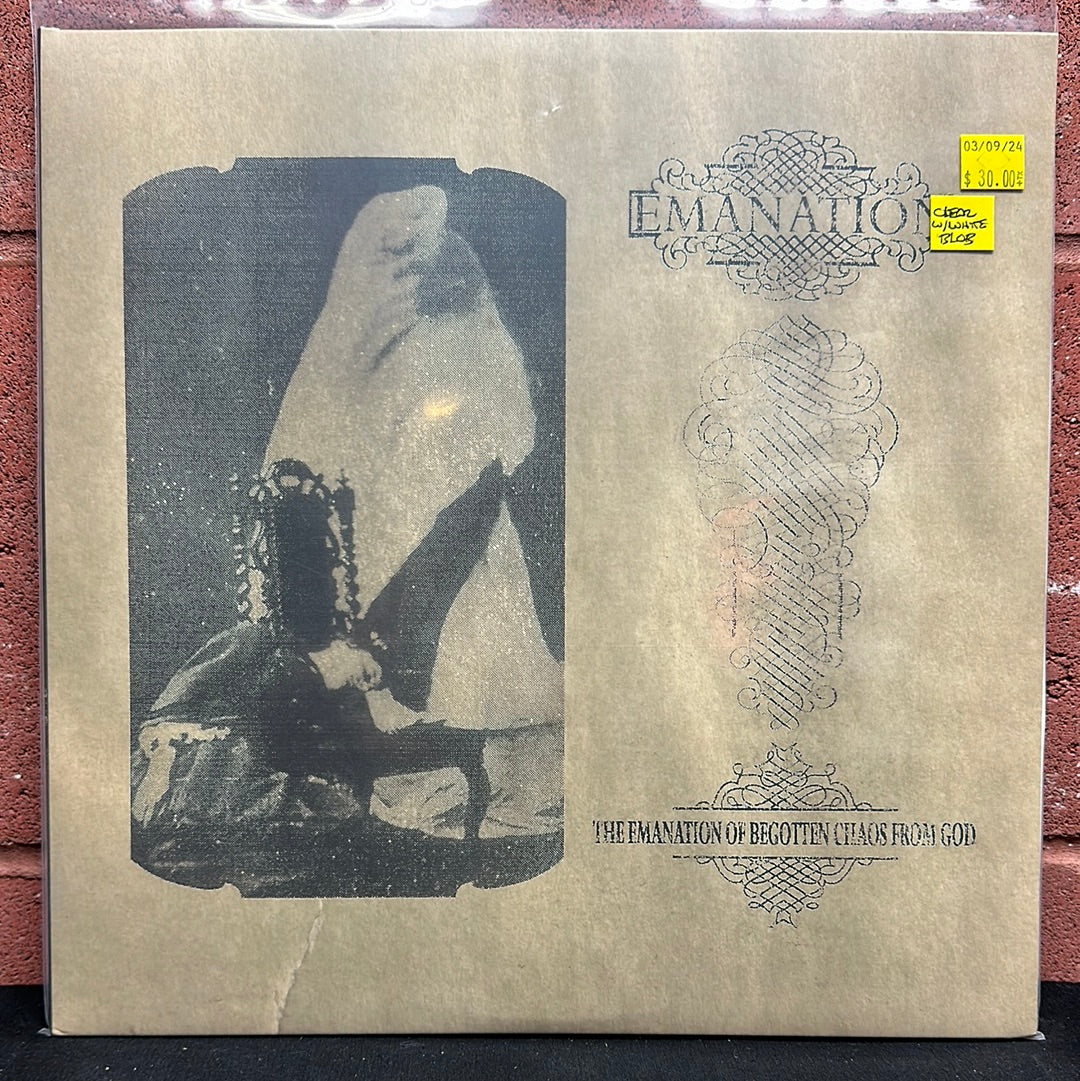 EMANATION
03/09/24
$ 30.00
CLEAR
W/WHITE
BLOB
THE EMANATION OF BEGOTTEN CHAOS FROM GOD